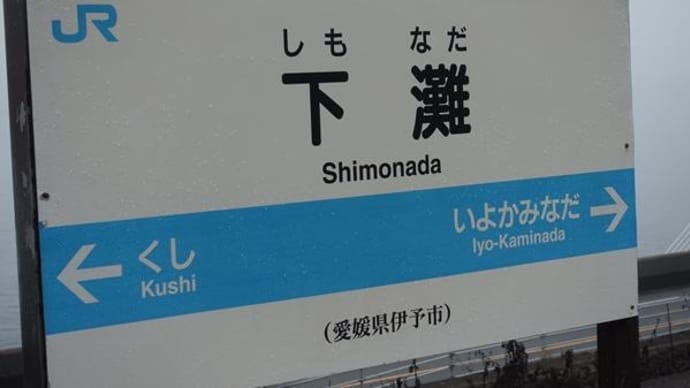 JR
しも なだ
下灘
Shimonada
くし
Kushi
いよかみなだ
Iyo-Kaminada
(愛媛県伊予市)